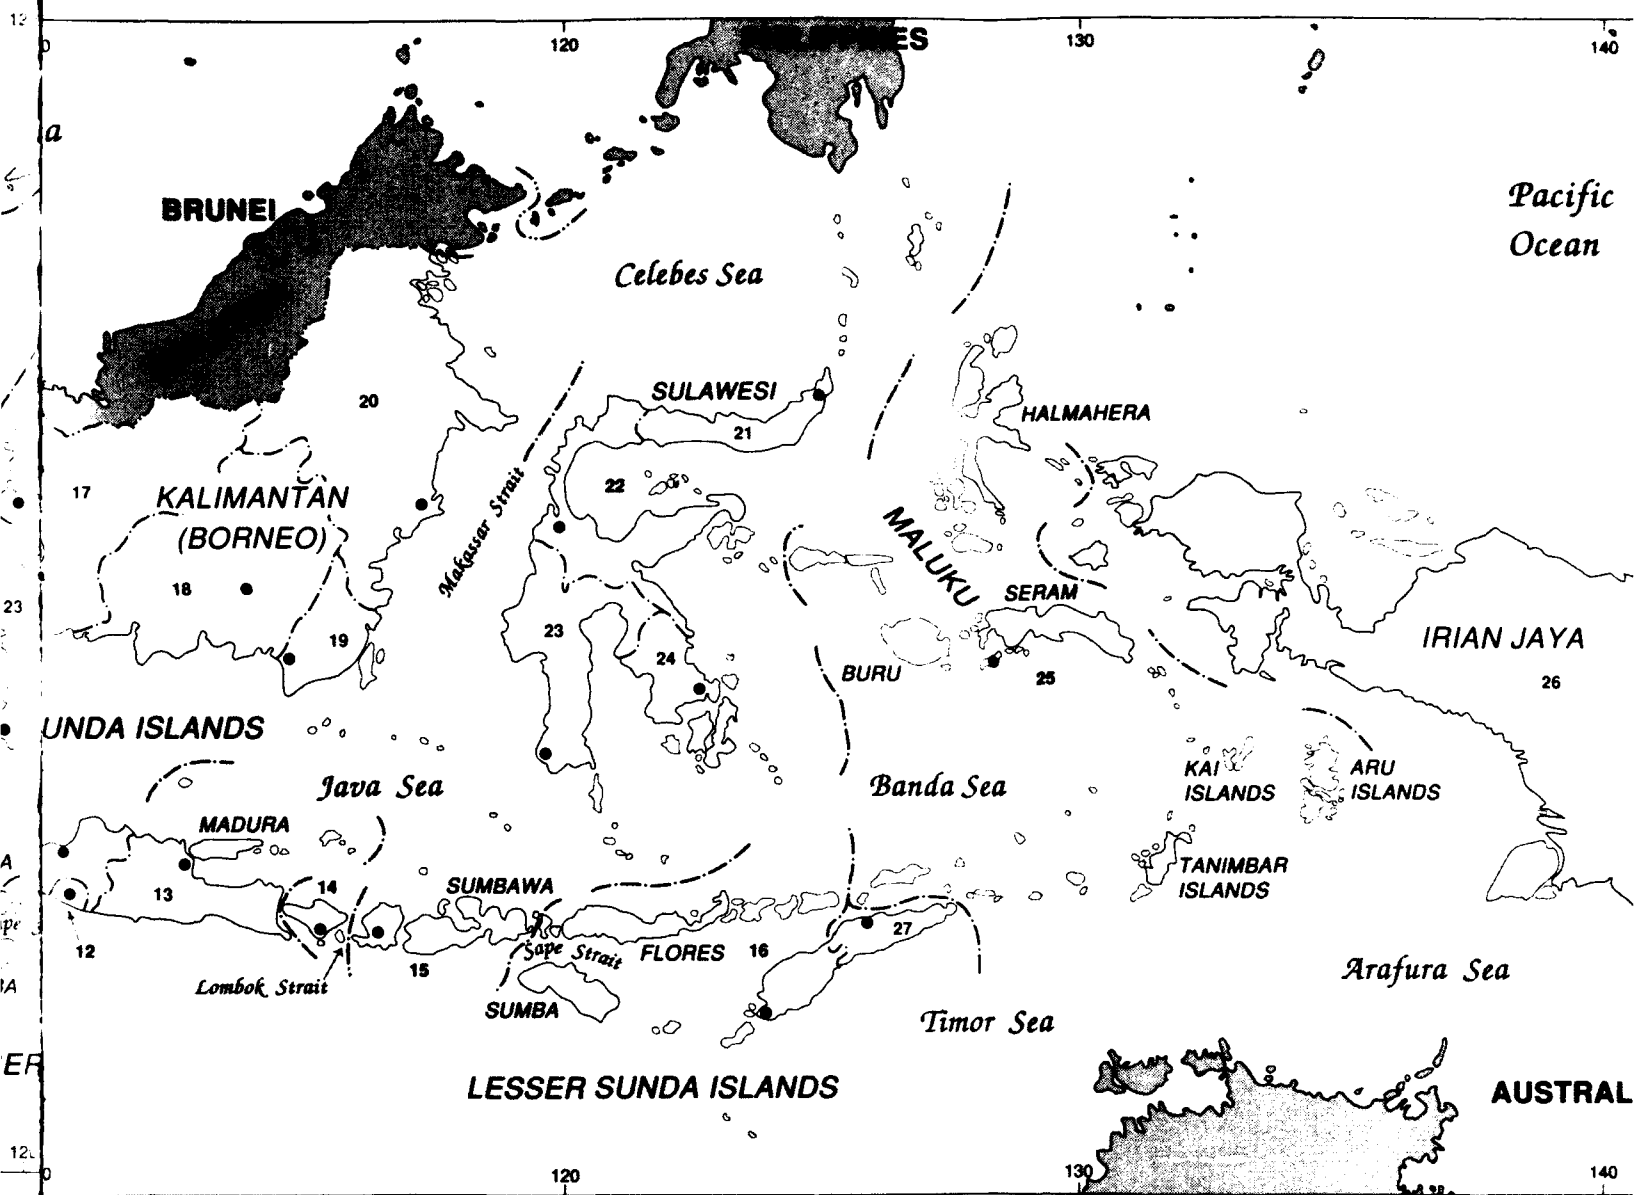 120
130
140
a
BRUNEI
Pacific
Ocean
Celebes Sea
SULAWESI
20
21
HALMAHERA
17
KALIMANTAN
(BORNEO)
22
Makassar Strait
MALUKU
18
23
19
23
24
SERAM
BURU
25
IRIAN JAYA
26
UNDA ISLANDS
Java Sea
Banda Sea
KAI
ISLANDS
ARU
ISLANDS
MADURA
13
14
SUMBAWA
TANIMBAR
ISLANDS
12
15
Sape Strait
FLORES
16
27
Lombok Strait
SUMBA
Arafura Sea
Timor Sea
LESSER SUNDA ISLANDS
AUSTRAL
ER
120
130
140